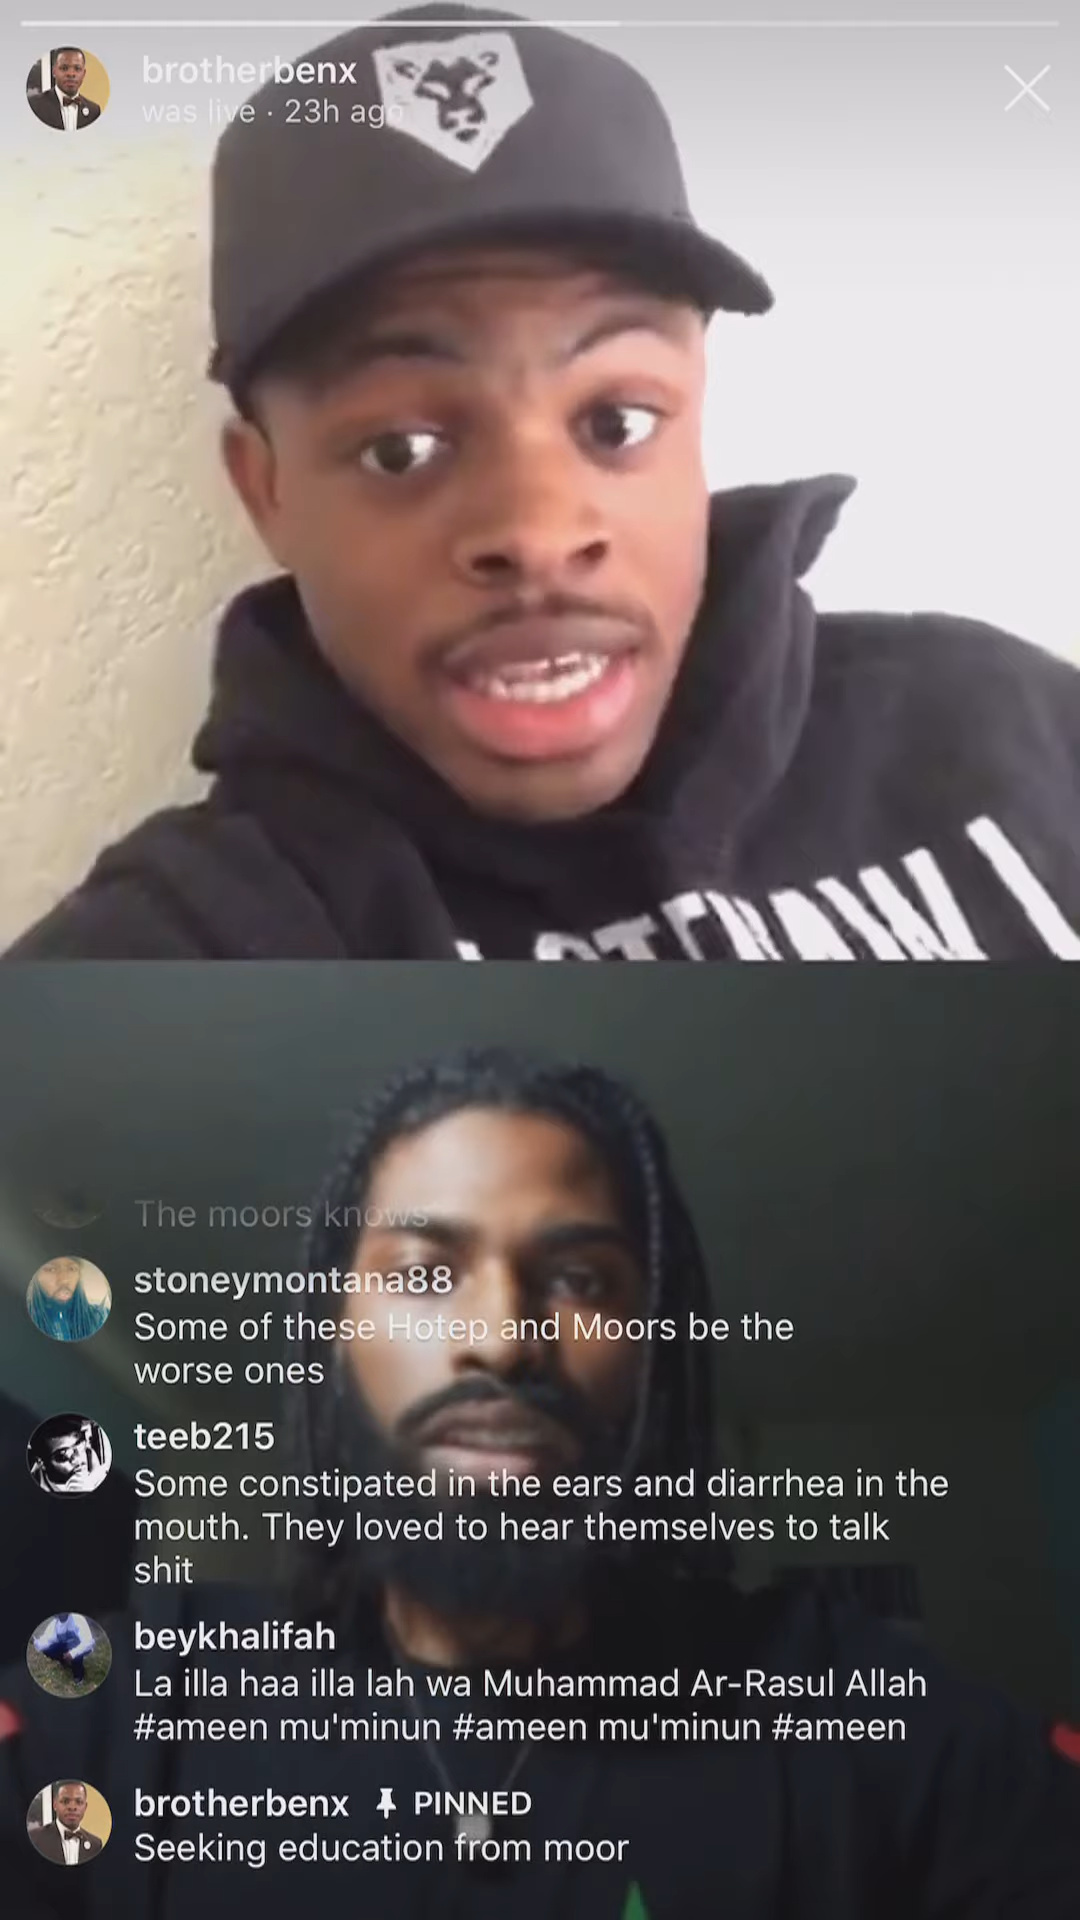 brotherbenx
was live · 23h ago
The moors knows
stoneymontana88
Some of these Hotep and Moors be the
worse ones
teeb215
Some constipated in the ears and diarrhea in the
mouth. They loved to hear themselves to talk
shit
beykhalifah
La illa haa illa lah wa Muhammad Ar-Rasul Allah
#ameen mu'minun #ameen mu'minun #ameen
brotherbenx PINNED
Seeking education from moor